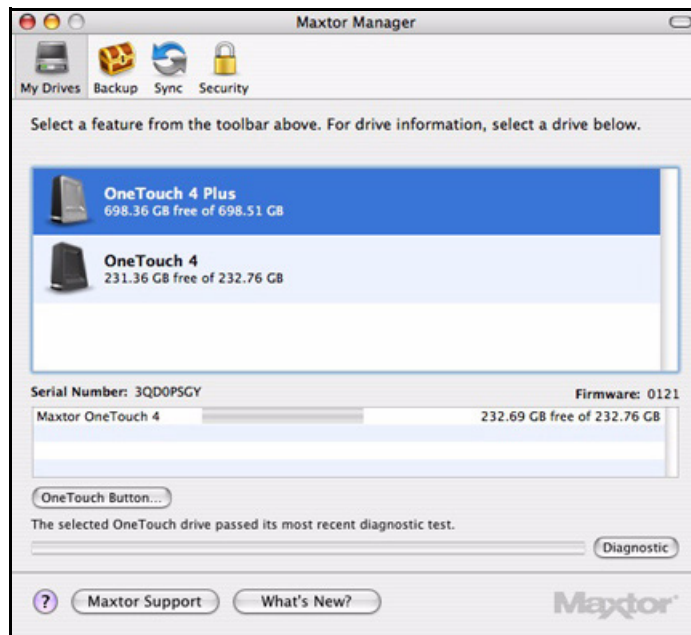 Maxtor Manager
My Drives Backup Sync Security
Select a feature from the toolbar above. For drive information, select a drive below.
OneTouch 4 Plus
698.36 GB free of 698.51 GB
OneTouch 4
231.36 GB free of 232.76 GB
Serial Number: 3QD0PSGY Firmware: 0121
Maxtor OneTouch 4 232.69 GB free of 232.76 GB
OneTouch Button...
The selected OneTouch drive passed its most recent diagnostic test.
Diagnostic
? Maxtor Support What's New? Maxtor